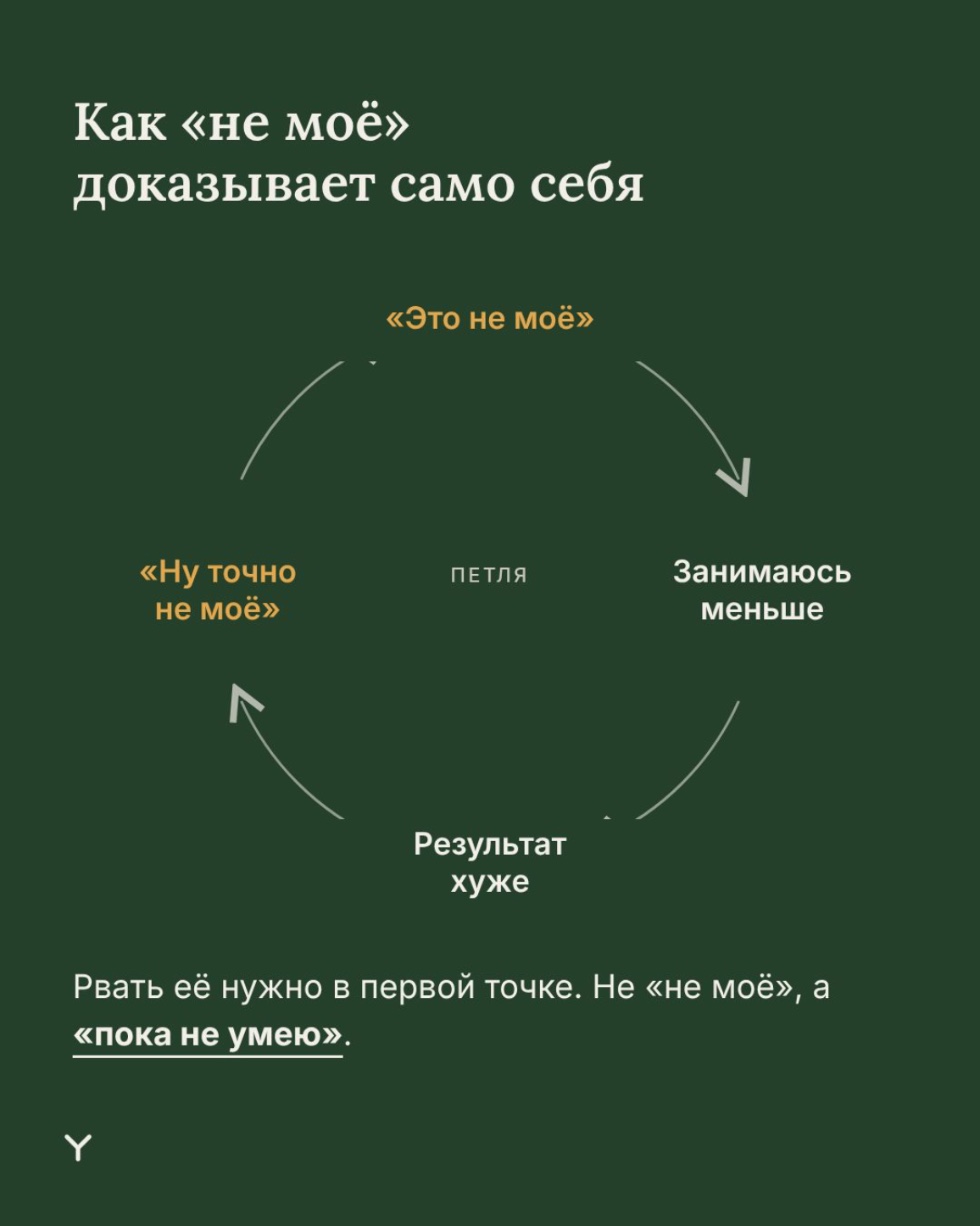 Как «не моё»
доказывает само себя
«Это не моё»
«Ну точно
не моё»
ПЕТЛЯ
Занимаюсь
меньше
Результат
хуже
Рвать её нужно в первой точке. Не «не моё», а
«пока не умею».